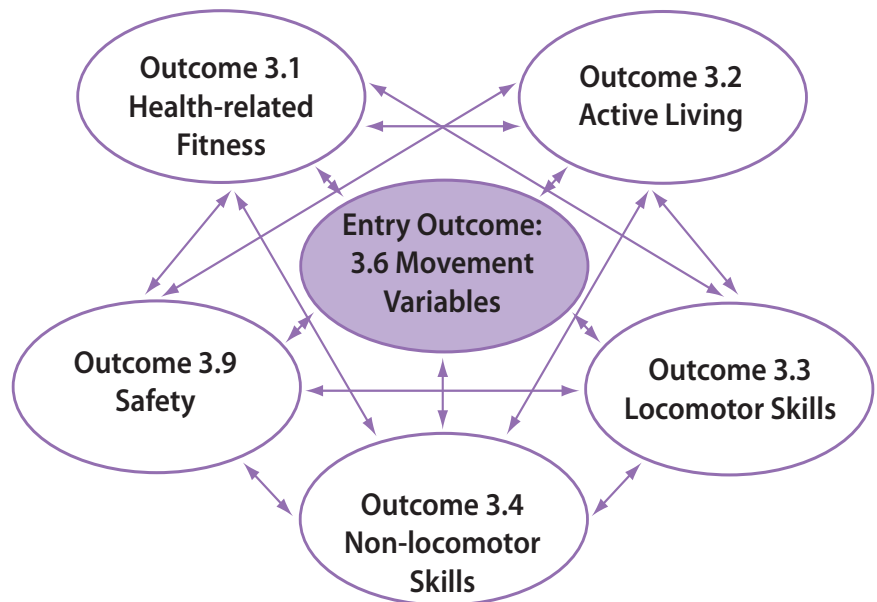 Outcome 3.1
Health-related
Fitness
Outcome 3.2
Active Living
Entry Outcome:
3.6 Movement
Variables
Outcome 3.9
Safety
Outcome 3.3
Locomotor Skills
Outcome 3.4
Non-locomotor
Skills